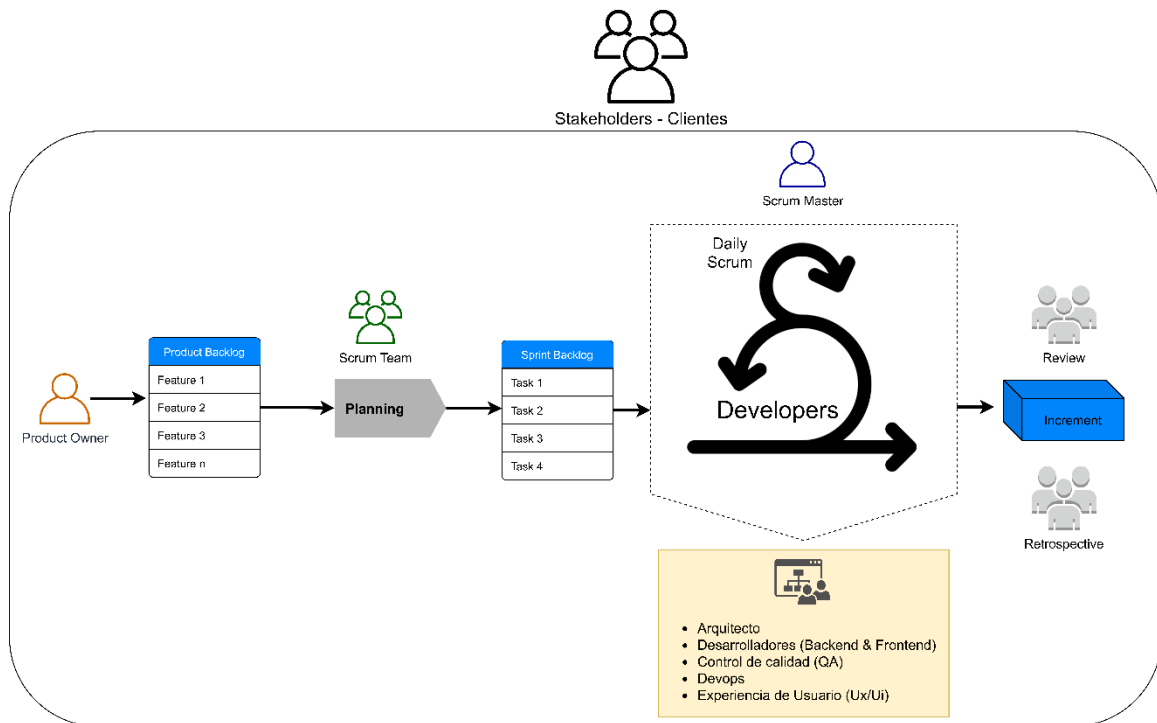 Stakeholders - Clientes
Scrum Master
Daily
Scrum
Developers
Product Owner
Product Backlog
Feature 1
Feature 2
Feature 3
Feature n
Scrum Team
Planning
Sprint Backlog
Task 1
Task 2
Task 3
Task 4
Review
Increment
Retrospective
• Arquitecto
• Desarrolladores (Backend & Frontend)
• Control de calidad (QA)
• Devops
• Experiencia de Usuario (Ux/Ui)